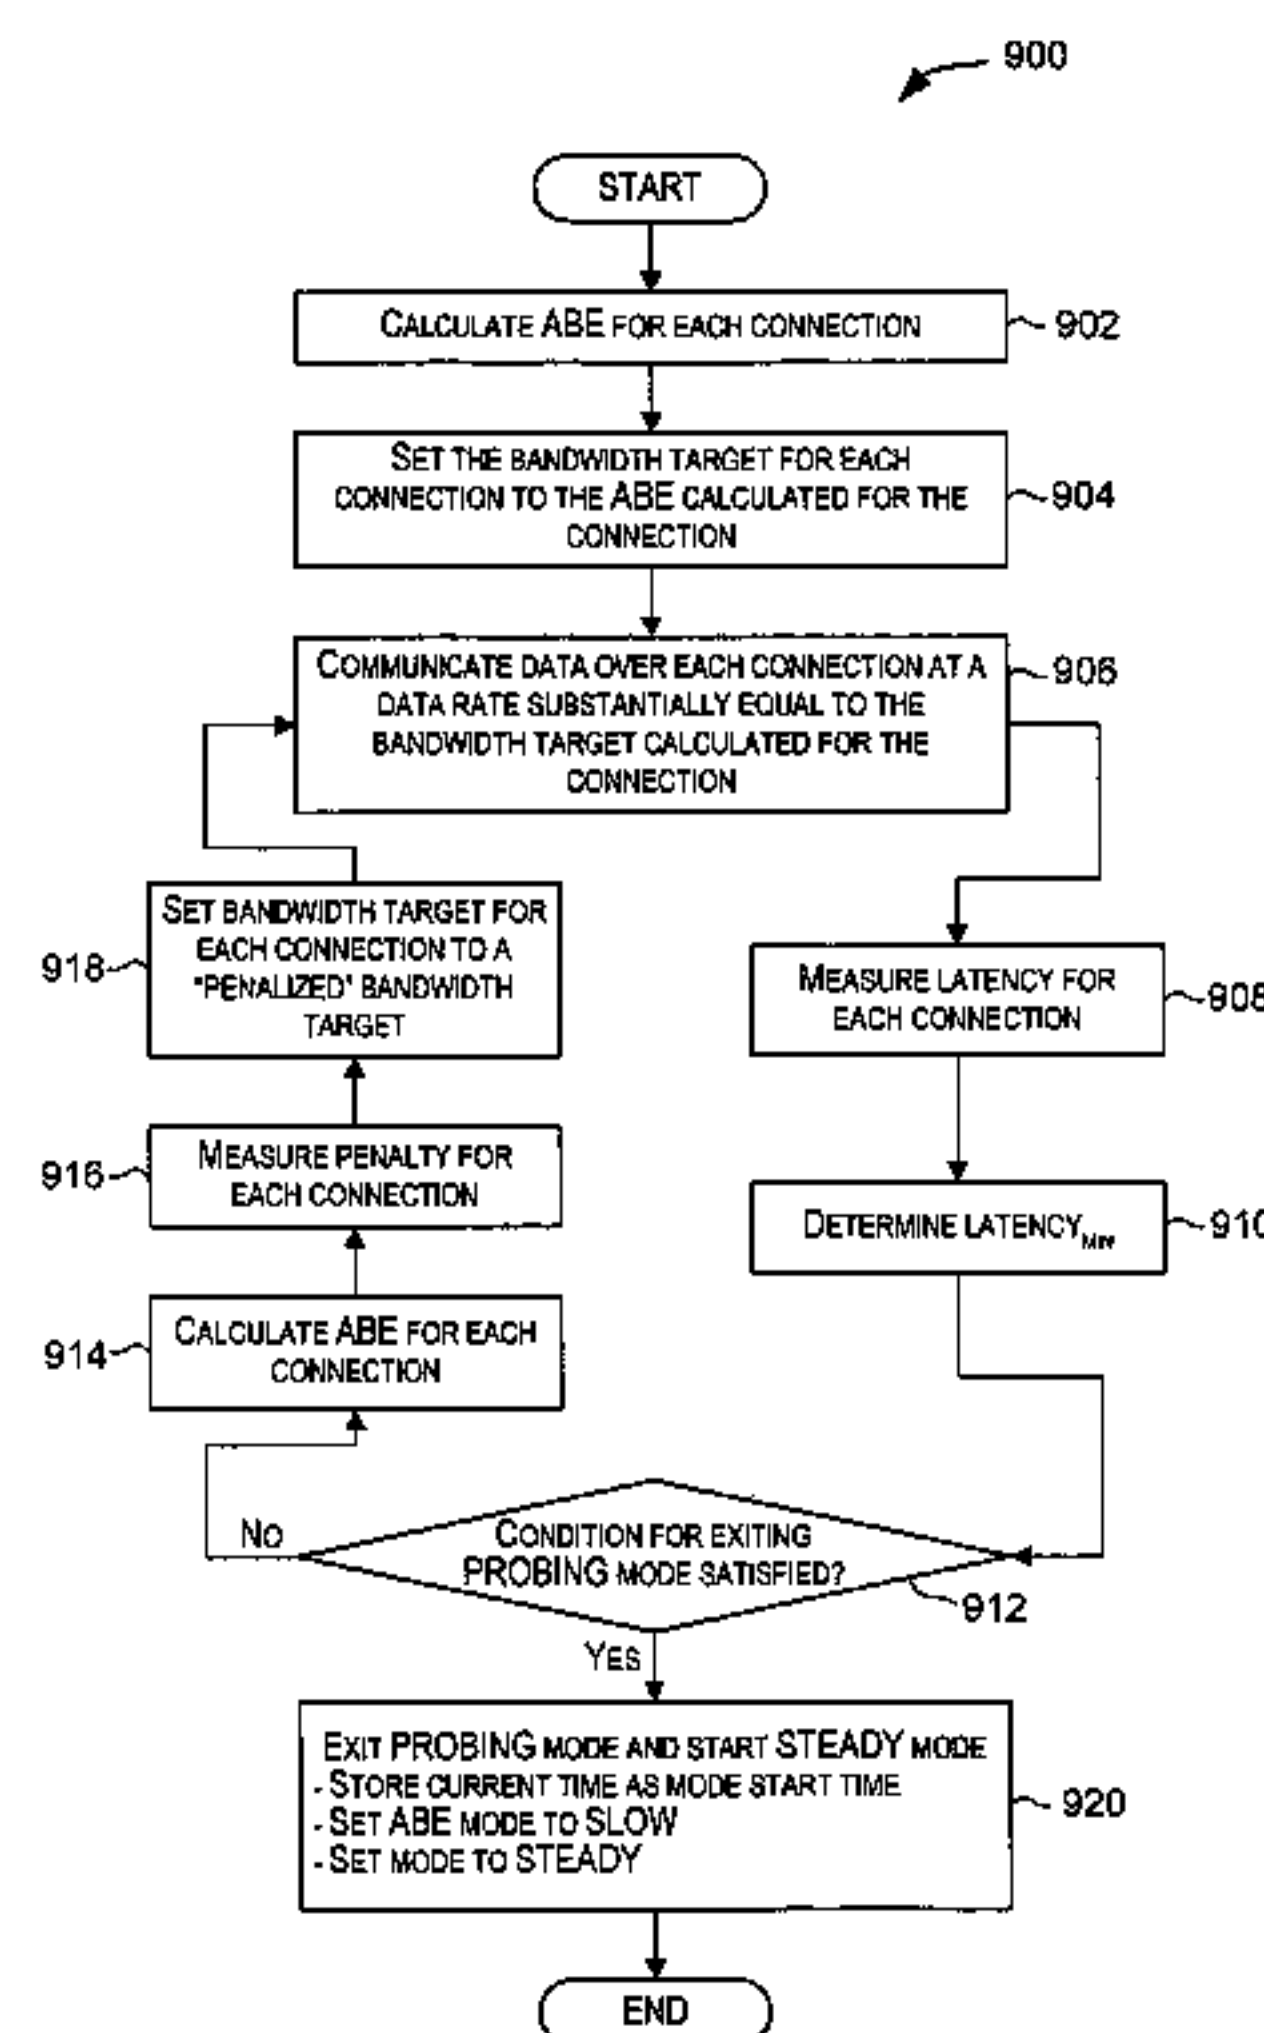 900
START
CALCULATE ABE FOR EACH CONNECTION
902
SET THE BANDWIDTH TARGET FOR EACH
CONNECTION TO THE ABE CALCULATED FOR THE
CONNECTION
904
COMMUNICATE DATA OVER EACH CONNECTION AT A
DATA RATE SUBSTANTIALLY EQUAL TO THE
BANDWIDTH TARGET CALCULATED FOR THE
CONNECTION
906
MEASURE LATENCY FOR
EACH CONNECTION
908
DETERMINE LATENCY MIN
910
CONDITION FOR EXITING
PROBING MODE SATISFIED?
912
NO
CALCULATE ABE FOR EACH
CONNECTION
914
MEASURE PENALTY FOR
EACH CONNECTION
916
SET BANDWIDTH TARGET FOR
EACH CONNECTION TO A
"PENALIZED" BANDWIDTH
TARGET
918
YES
EXIT PROBING MODE AND START STEADY MODE
- STORE CURRENT TIME AS MODE START TIME
- SET ABE MODE TO SLOW
- SET MODE TO STEADY
920
END